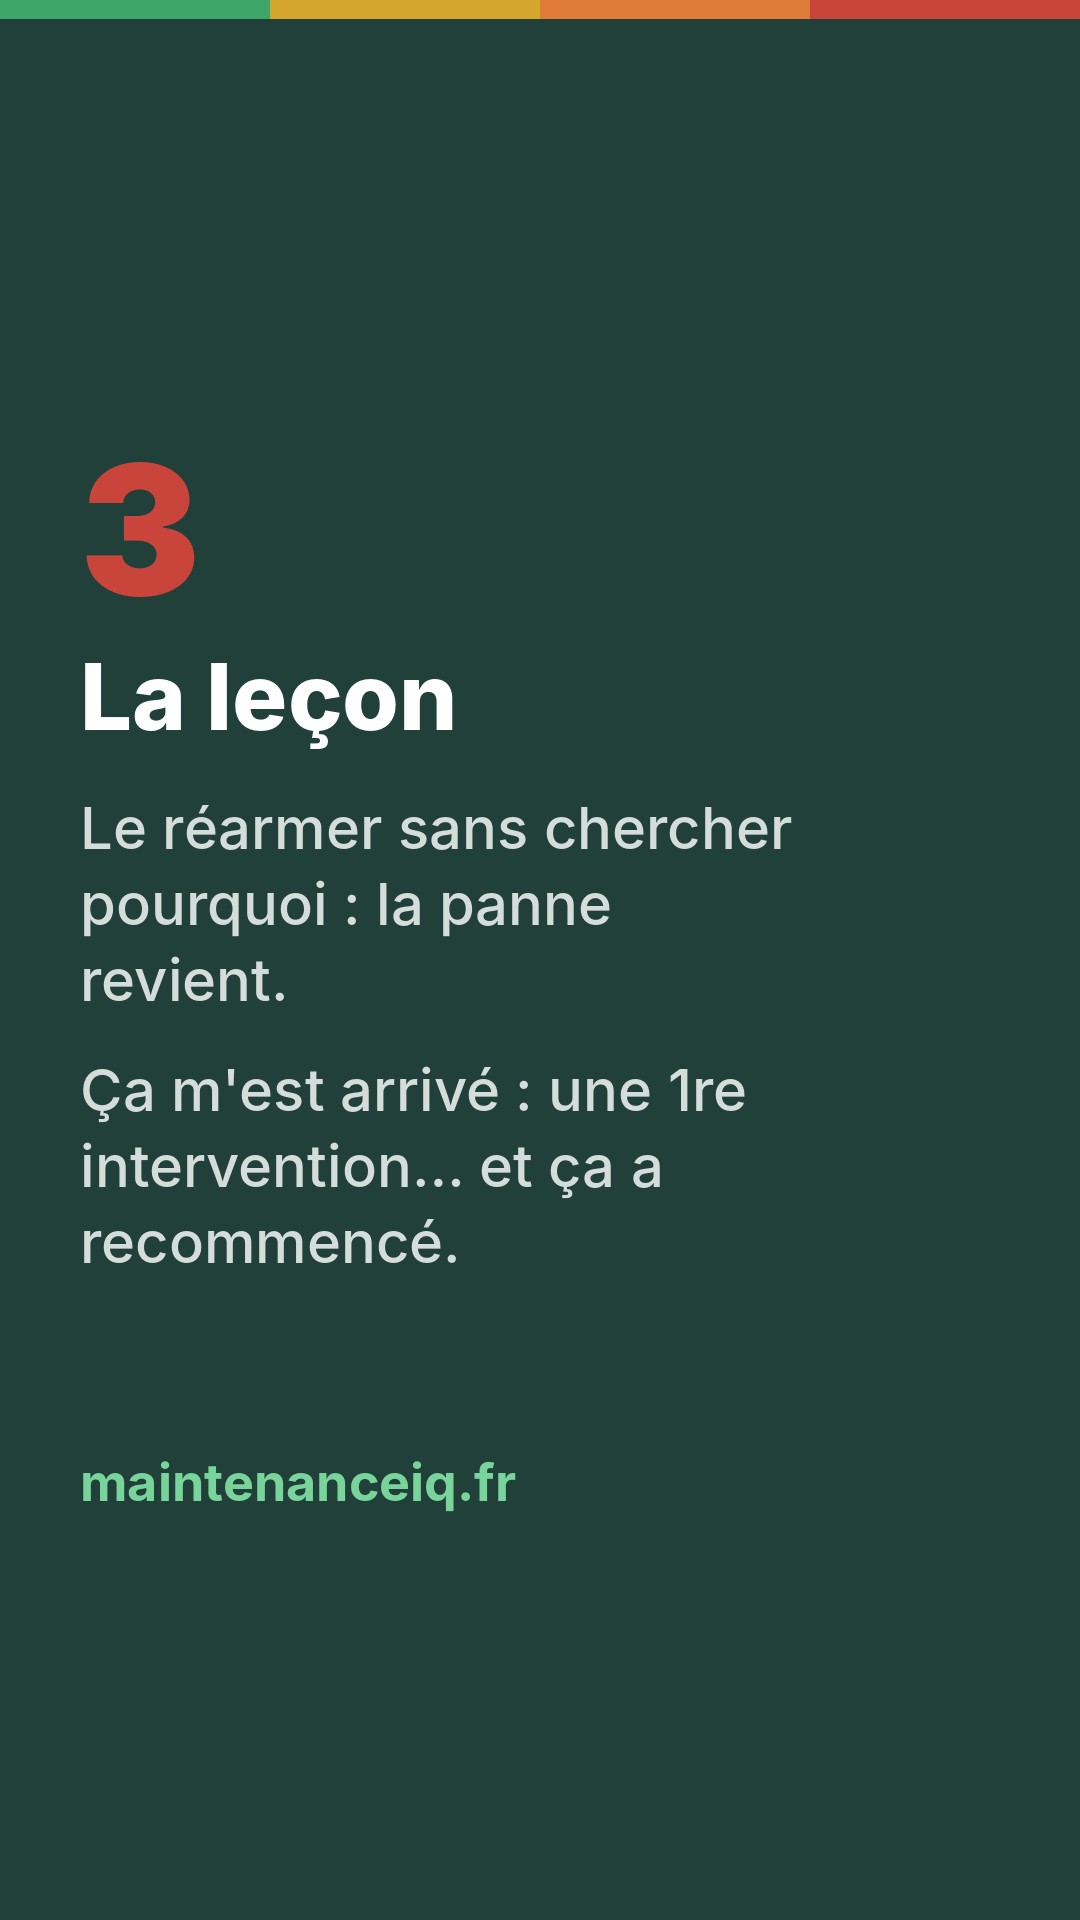 3
La leçon
Le réarmer sans chercher
pourquoi : la panne
revient.
Ça m'est arrivé : une 1re
intervention... et ça a
recommencé.
maintenanceiq.fr